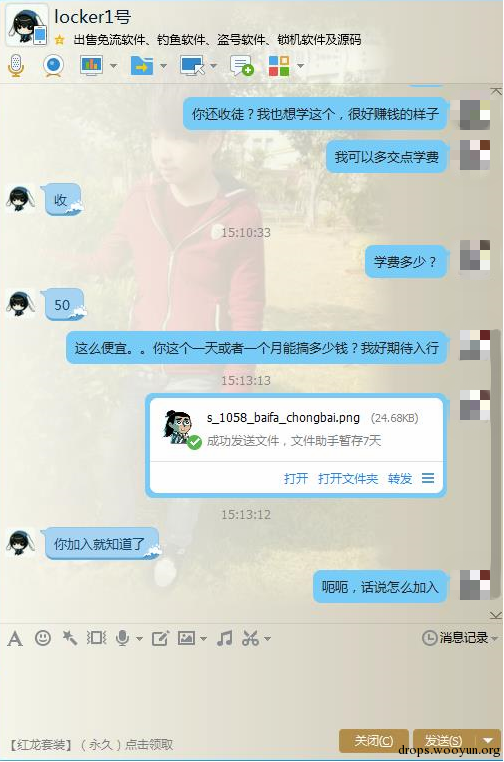 locker1号
出售免流软件、钓鱼软件、盗号软件、锁机软件及源码
你还收徒？我也想学这个，很好赚钱的样子
我可以多交点学费
收
15:10:33
学费多少？
50
这么便宜。。你这个一天或者一个月能搞多少钱？我好期待入行
15:13:13
s_1058_baifa_chongbai.png (24.68KB)
成功发送文件，文件助手暂存7天
打开 打开文件夹 转发
15:13:12
你加入就知道了
呃呃，话说怎么加入
消息记录
【红龙套装】（永久）点击领取
关闭(C) 发送(S)
drops.wooyun.org